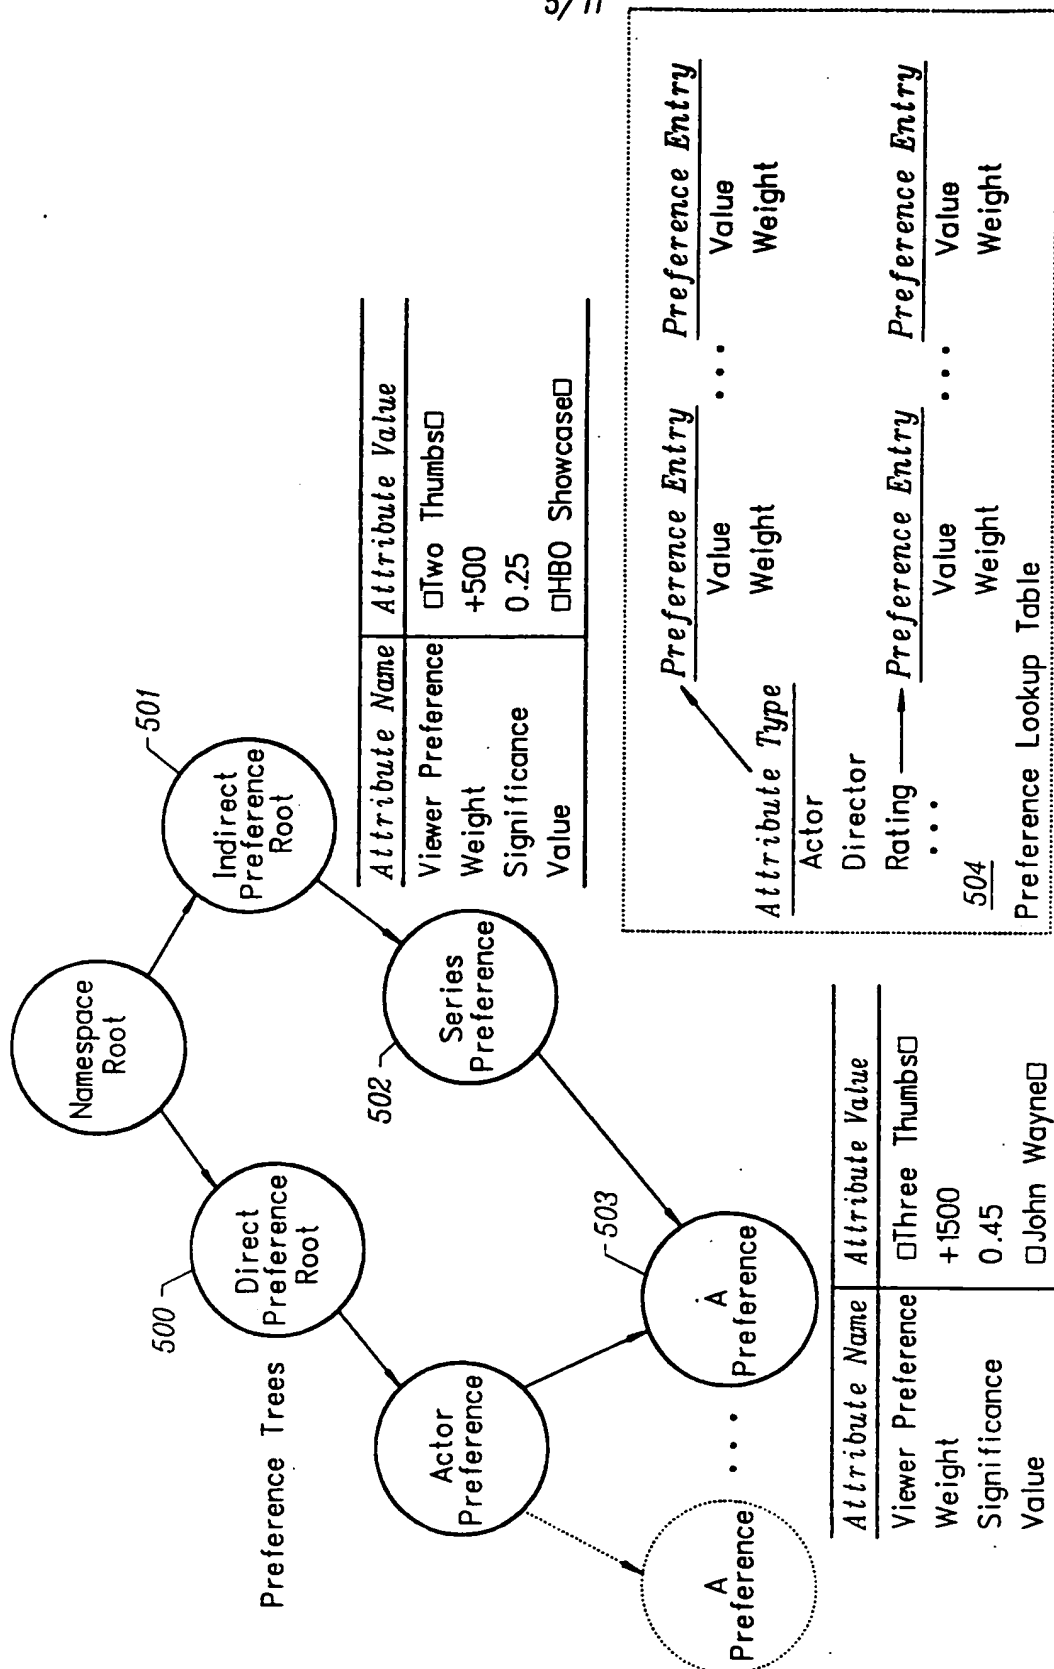 5/11
Preference Trees
Namespace
Root
500
Direct
Preference
Root
501
Indirect
Preference
Root
Actor
Preference
502
Series
Preference
A
Preference
• • •
503
A
Preference
Attribute Name Attribute Value
Viewer Preference □Two Thumbs□
Weight +500
Significance 0.25
Value □HBO Showcase□
Attribute Name Attribute Value
Viewer Preference □Three Thumbs□
Weight +1500
Significance 0.45
Value □John Wayne□
Attribute Type
Actor
Director
Rating
• • •
Preference Entry
Value
Weight
• • •
Preference Entry
Value
Weight
Preference Entry
Value
Weight
• • •
Preference Entry
Value
Weight
504
Preference Lookup Table